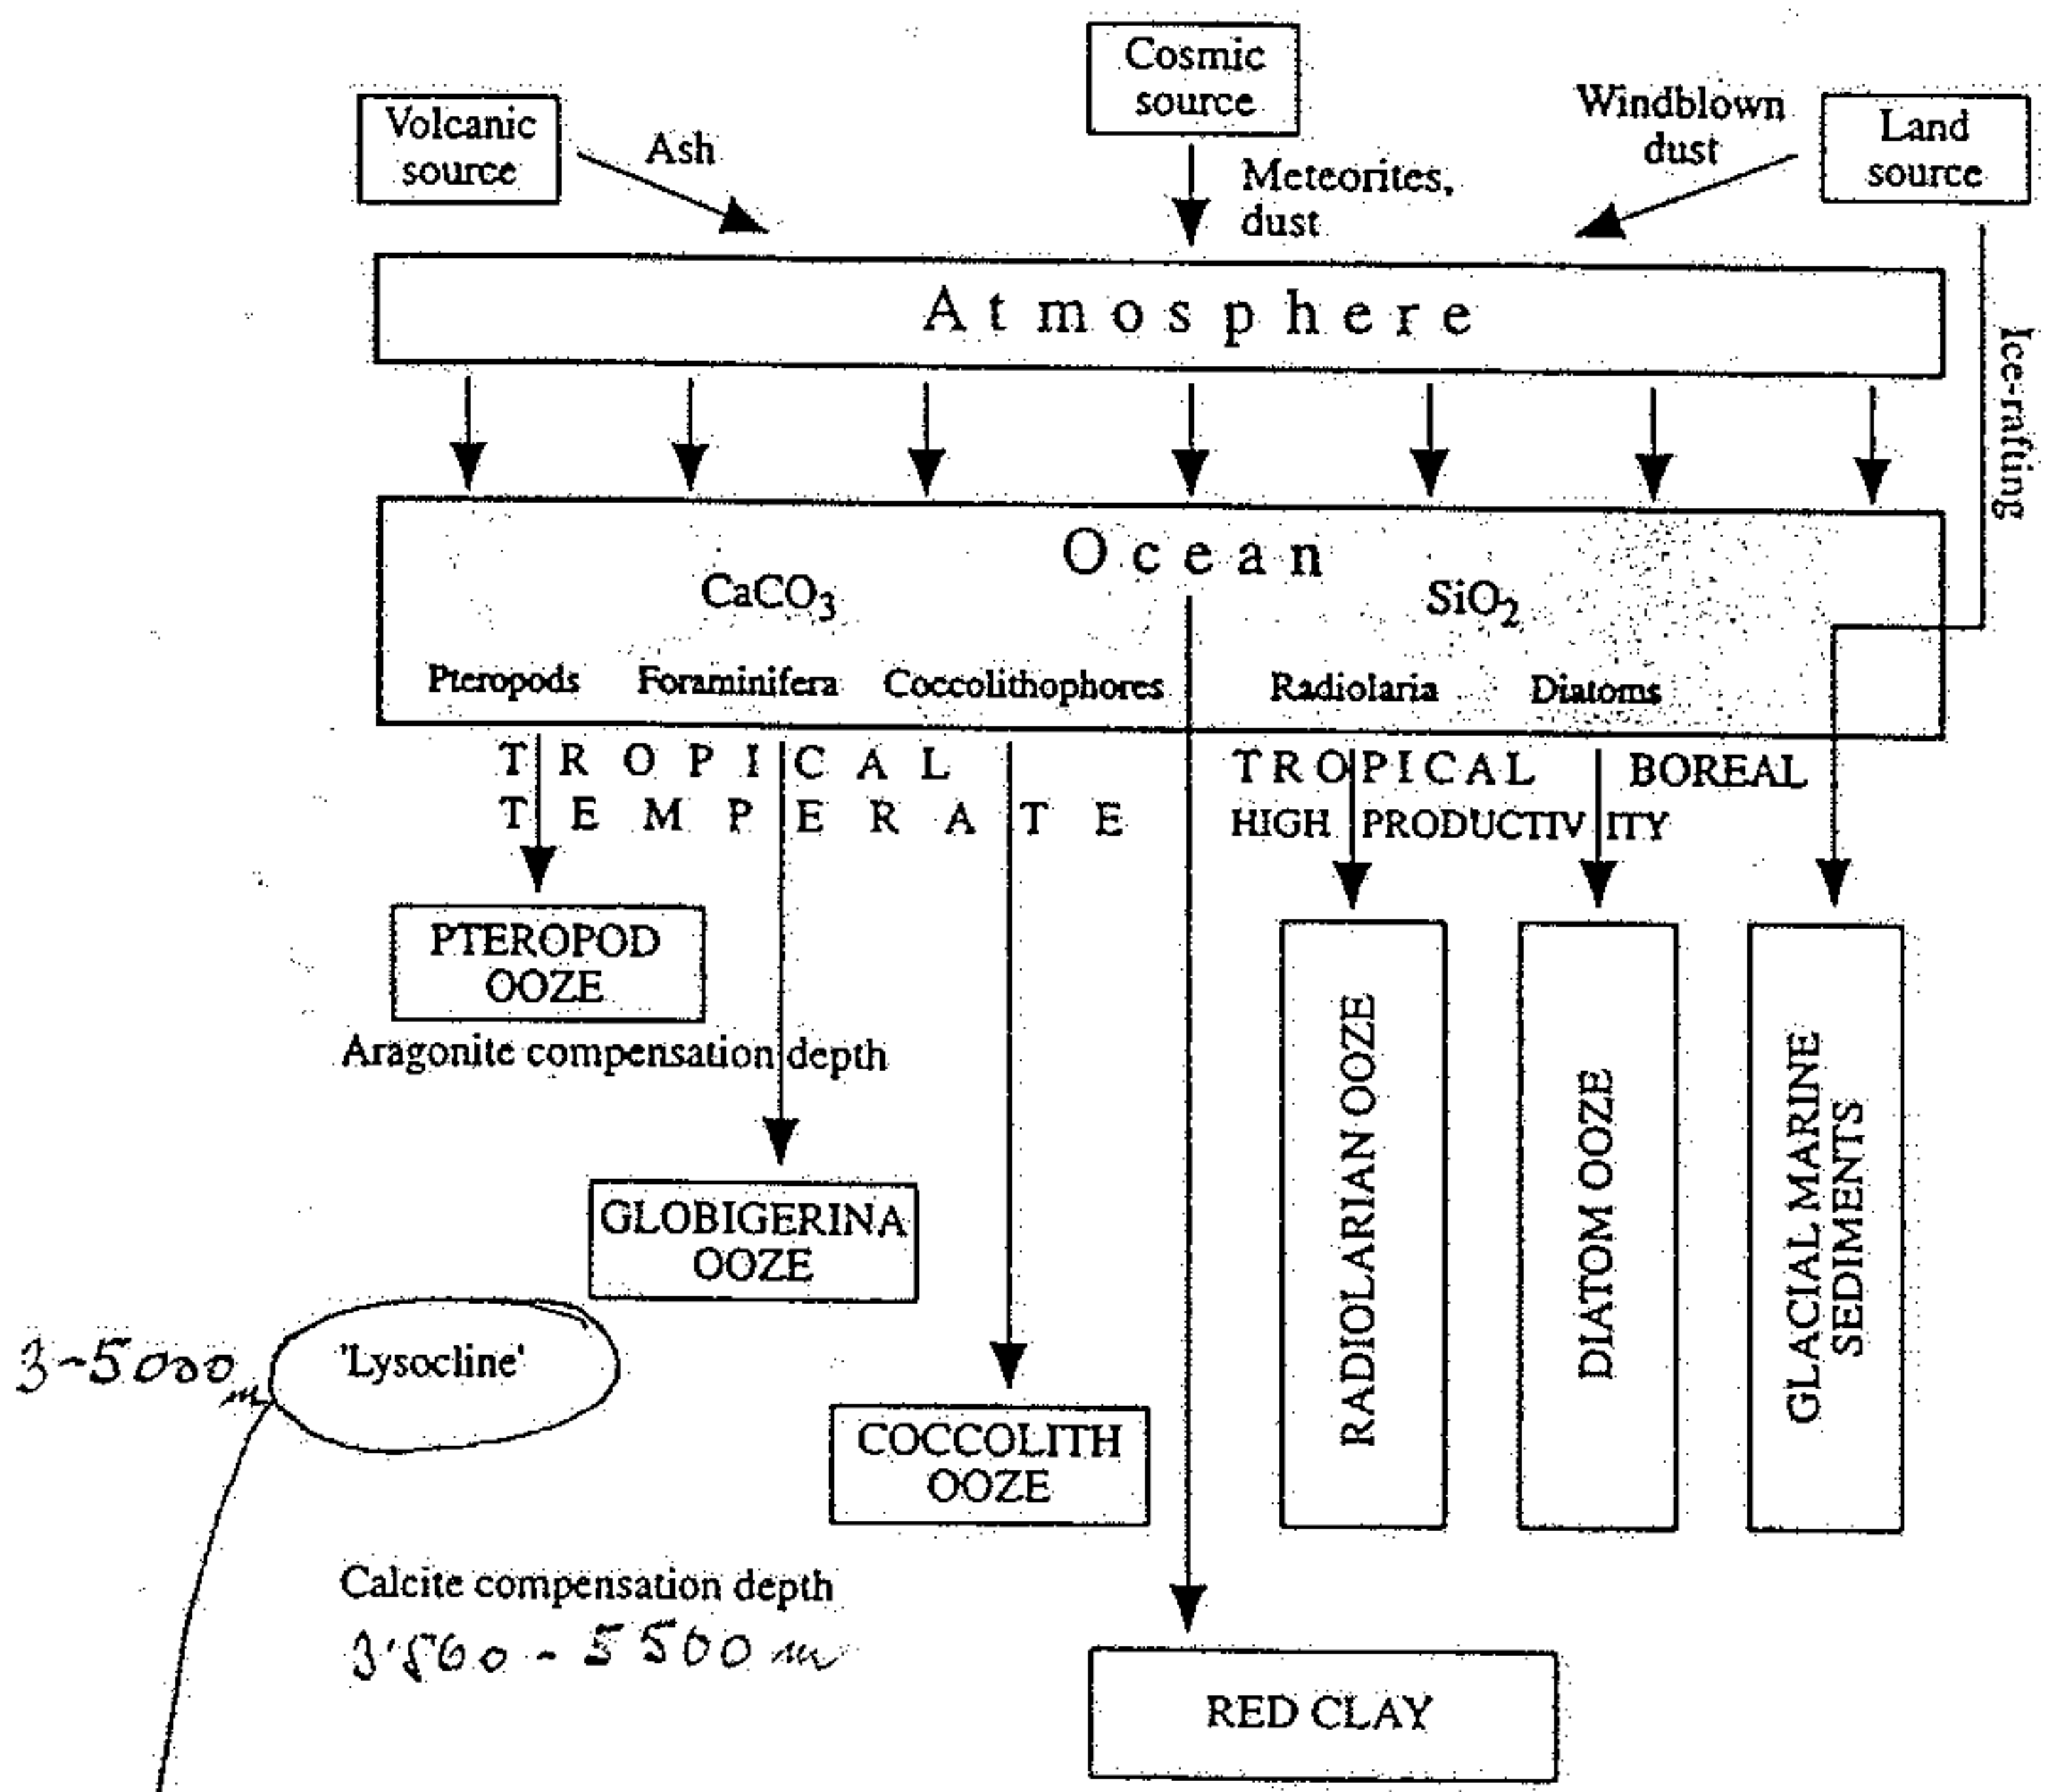 Cosmic
source
Volcanic
source
Ash
Windblown
dust
Land
source
Meteorites,
dust
Atmosphere
Ice-rafting
Ocean
CaCO3
SiO2
Pteropods
Foraminifera
Coccolithophores
Radiolaria
Diatoms
TROPICAL
TEMPERATE
TROPICAL
BOREAL
HIGH PRODUCTIVITY
PTEROPOD
OOZE
Aragonite compensation depth
GLOBIGERINA
OOZE
3-5000 m
'Lysocline'
COCCOLITH
OOZE
RADIOLARIAN OOZE
DIATOM OOZE
GLACIAL MARINE
SEDIMENTS
Calcite compensation depth
- 5500 m
RED CLAY